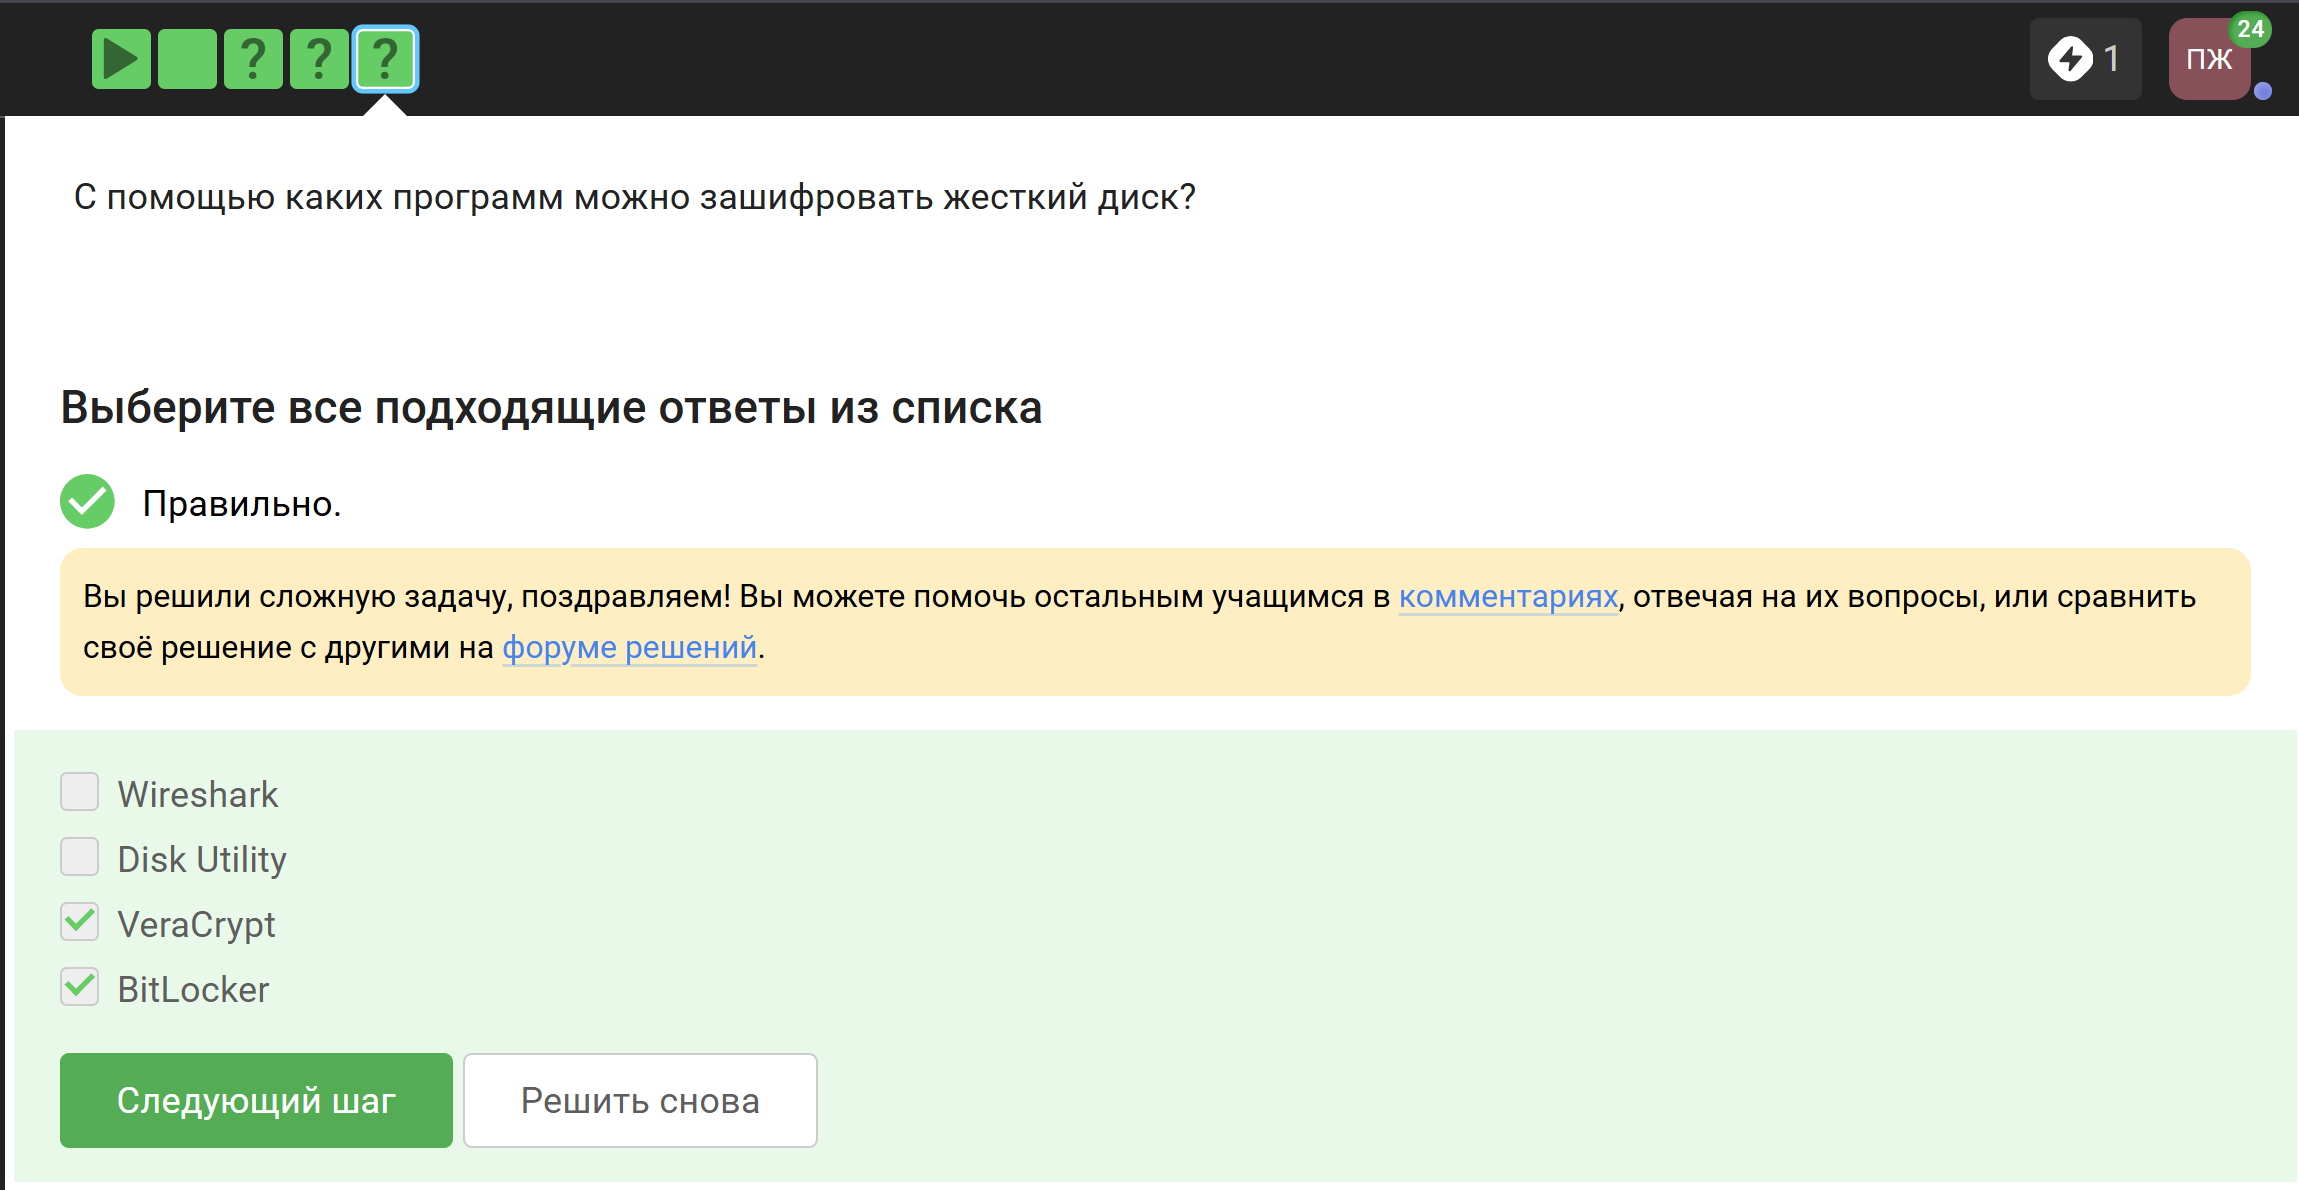 ? ? ?
1
ПЖ
24
С помощью каких программ можно зашифровать жесткий диск?
Выберите все подходящие ответы из списка
Правильно.
Вы решили сложную задачу, поздравляем! Вы можете помочь остальным учащимся в комментариях, отвечая на их вопросы, или сравнить
своё решение с другими на форуме решений.
Wireshark
Disk Utility
VeraCrypt
BitLocker
Следующий шаг
Решить снова